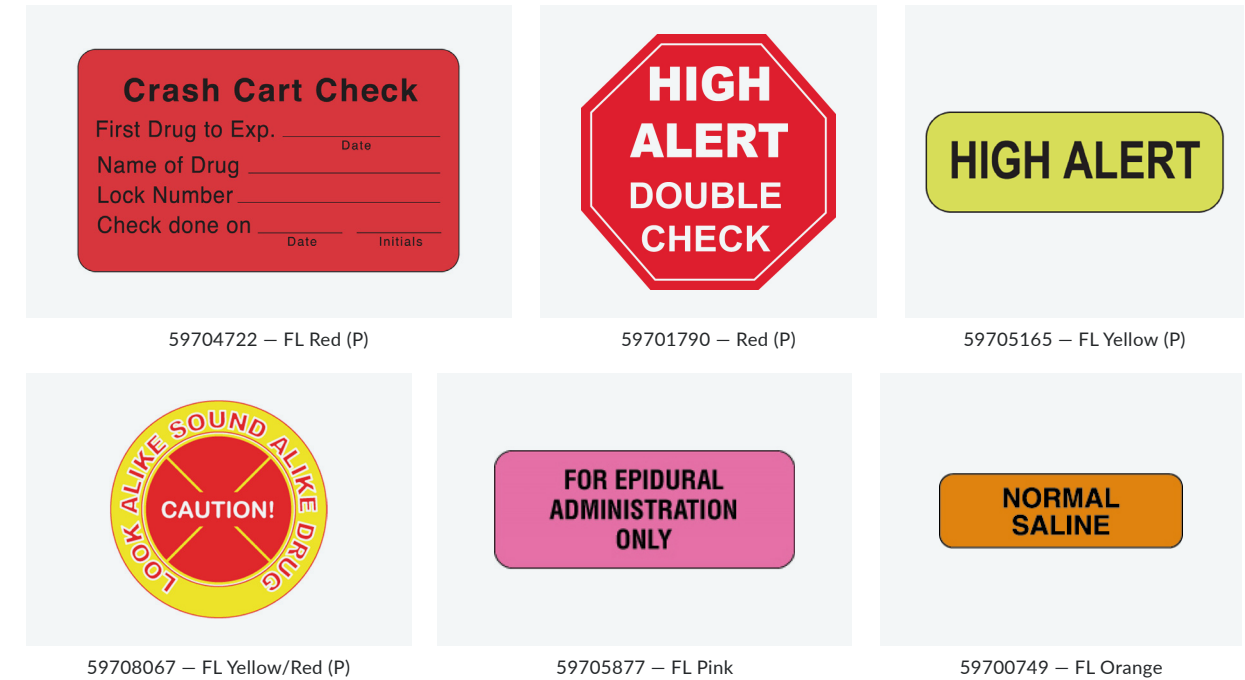 Crash Cart Check
First Drug to Exp.
Date
Name of Drug
Lock Number
Check done on
Date Initials
59704722 — FL Red (P)
HIGH
ALERT
DOUBLE
CHECK
59701790 — Red (P)
HIGH ALERT
59705165 — FL Yellow (P)
LOOK ALIKE SOUND ALIKE DRUG
CAUTION!
59708067 — FL Yellow/Red (P)
FOR EPIDURAL
ADMINISTRATION
ONLY
59705877 — FL Pink
NORMAL
SALINE
59700749 — FL Orange